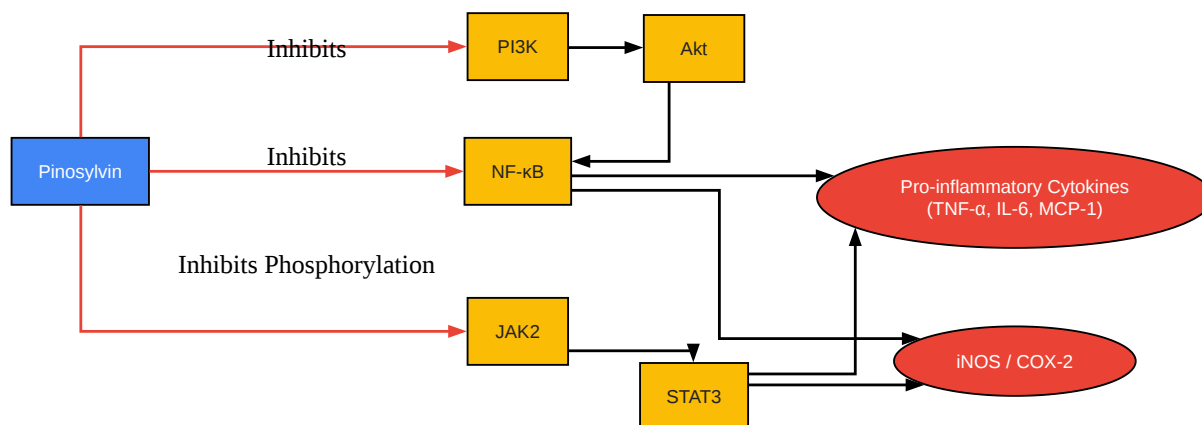 Inhibits
PI3K
Akt
Pinosylvin
Inhibits
NF-κB
Pro-inflammatory Cytokines
(TNF-α, IL-6, MCP-1)
Inhibits Phosphorylation
JAK2
iNOS / COX-2
STAT3